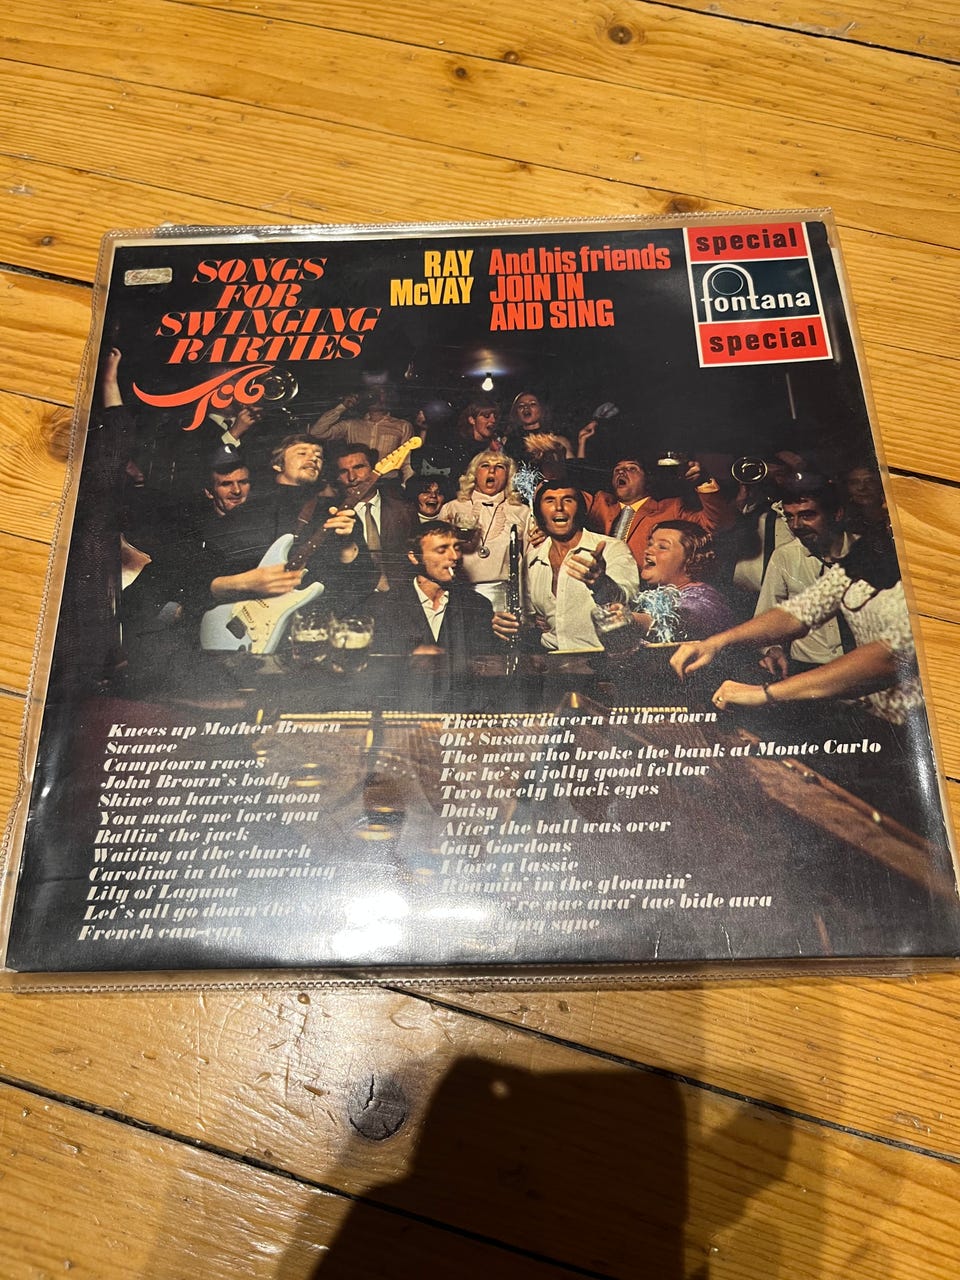 SONGS
FOR
SWINGING
PARTIES
RAY
McVAY
And his friends
JOIN IN
AND SING
special
fontana
special
Knees up Mother Brown
Swanee
Camptown races
John Brown's body
Shine on harvest moon
You made me love you
Ballin' the jack
Waiting at the church
Carolina in the morning
Lily of Laguna
Let's all go down the
French can-can
There is a tavern in the town
Oh! Susannah
The man who broke the bank at Monte Carlo
For he's a jolly good fellow
Two lovely black eyes
Daisy
After the ball was over
Gay Gordons
I love a lassie
Roamin' in the gloamin'
nae awa' tae bide awa
lang syne